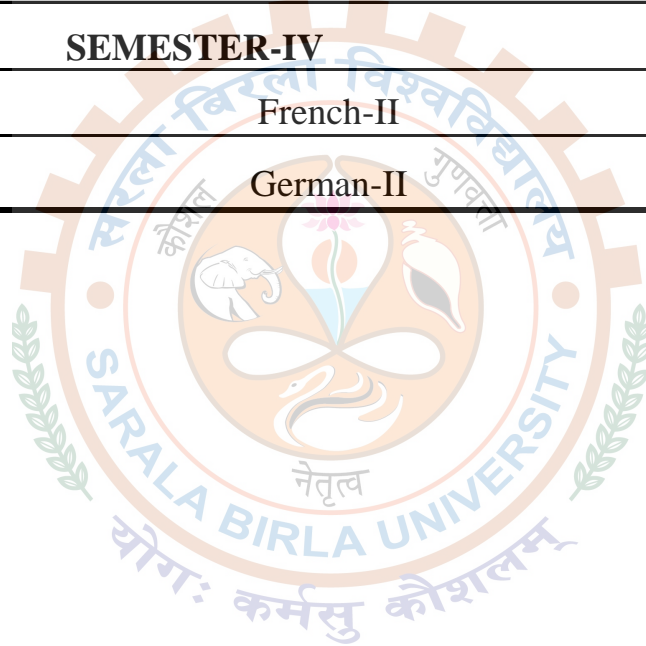 SEMESTER-IV
French-II
German-II
सरला बिरला विश्वविद्यालय
कौशल
गुणवत्ता
नेतृत्व
SARALA BIRLA UNIVERSITY
योगः कर्मसु कौशलम्